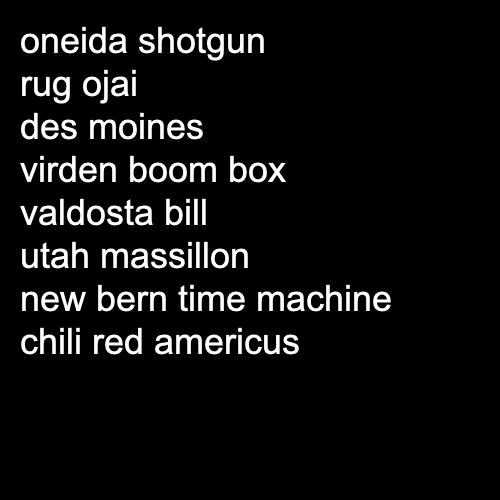 oneida shotgun
rug ojai
des moines
virden boom box
valdosta bill
utah massillon
new bern time machine
chili red americus